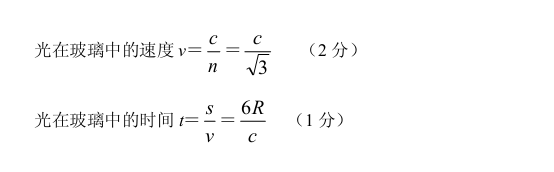 光在玻璃中的速度 v=c/n=c/√3 （2 分）
光在玻璃中的时间 t=s/v=6R/c （1 分）